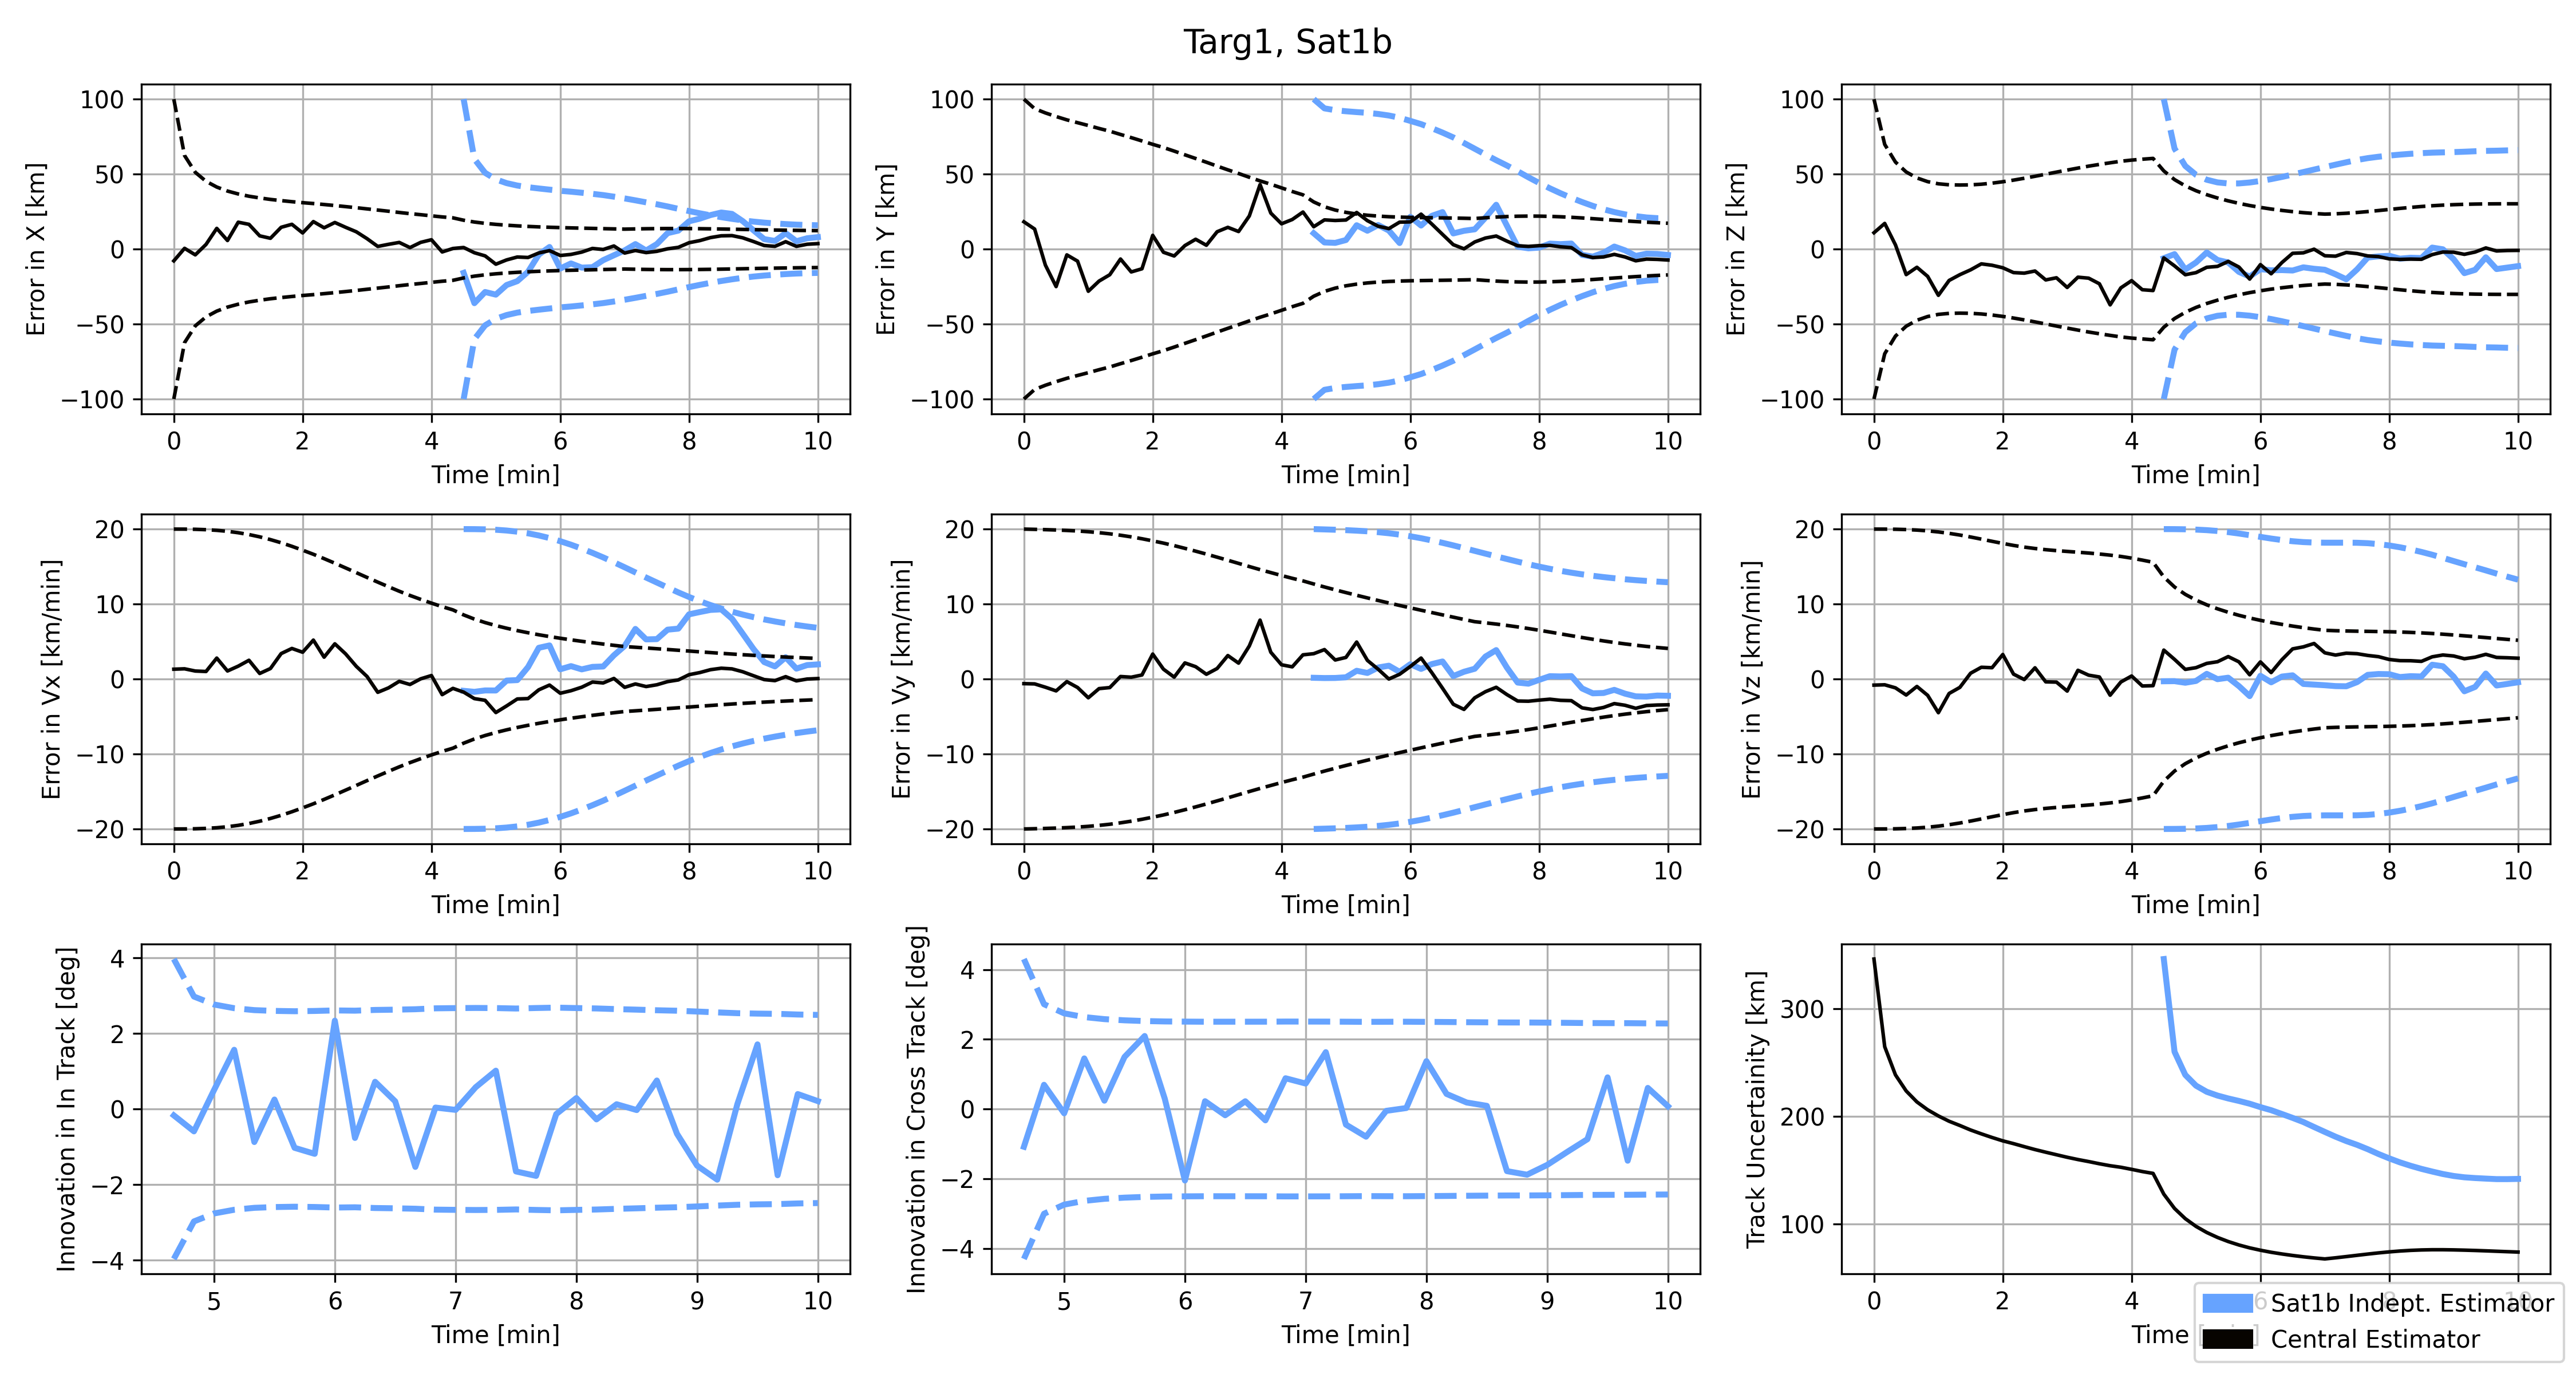 Targ1, Sat1b
Error in X [km]
100
50
0
−50
−100
0 2 4 6 8 10
Time [min]
Error in Y [km]
100
50
0
−50
−100
0 2 4 6 8 10
Time [min]
Error in Z [km]
100
50
0
−50
−100
0 2 4 6 8 10
Time [min]
Error in Vx [km/min]
20
10
0
−10
−20
0 2 4 6 8 10
Time [min]
Error in Vy [km/min]
20
10
0
−10
−20
0 2 4 6 8 10
Time [min]
Error in Vz [km/min]
20
10
0
−10
−20
0 2 4 6 8 10
Time [min]
Innovation in In Track [deg]
4
2
0
−2
−4
5 6 7 8 9 10
Time [min]
Innovation in Cross Track [deg]
4
2
0
−2
−4
5 6 7 8 9 10
Time [min]
Track Uncertainity [km]
300
200
100
0 2 4 6 8 10
Time
Sat1b Indept. Estimator
Central Estimator